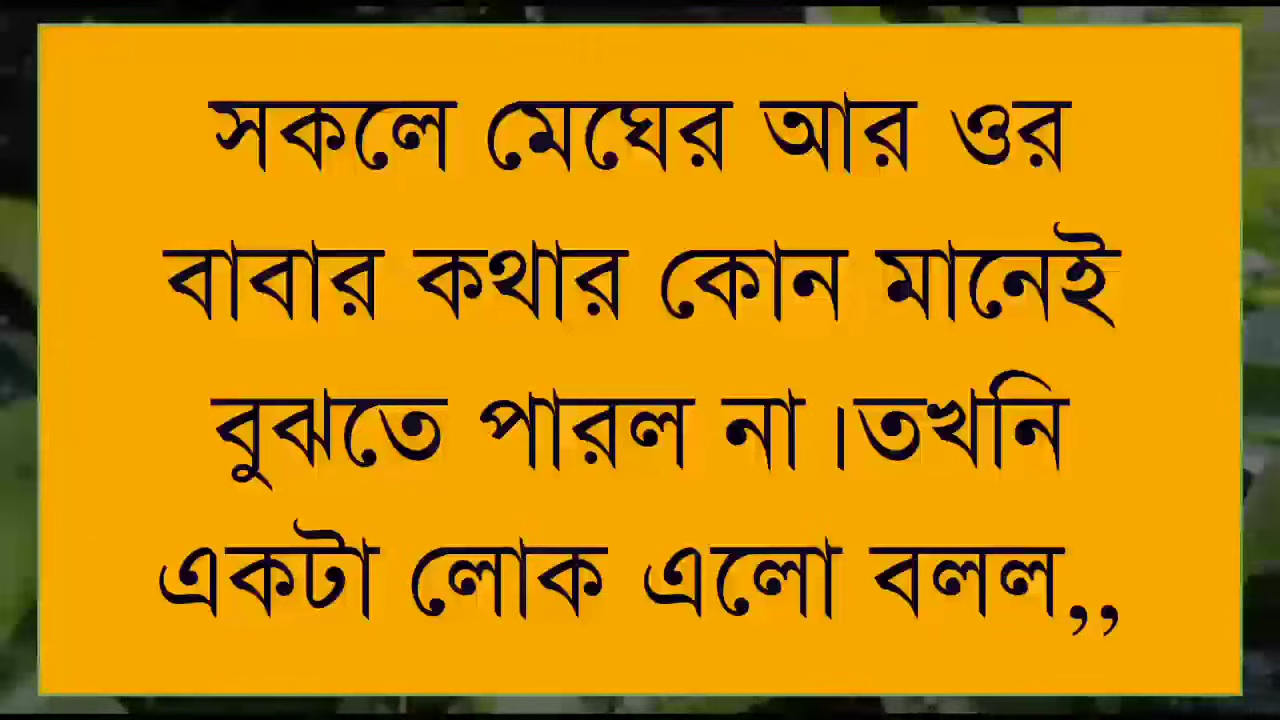 সকলে মেঘের আর ওর
বাবার কথার কোন মানেই
বুঝতে পারল না।তখনি
একটা লোক এলো বলল,,